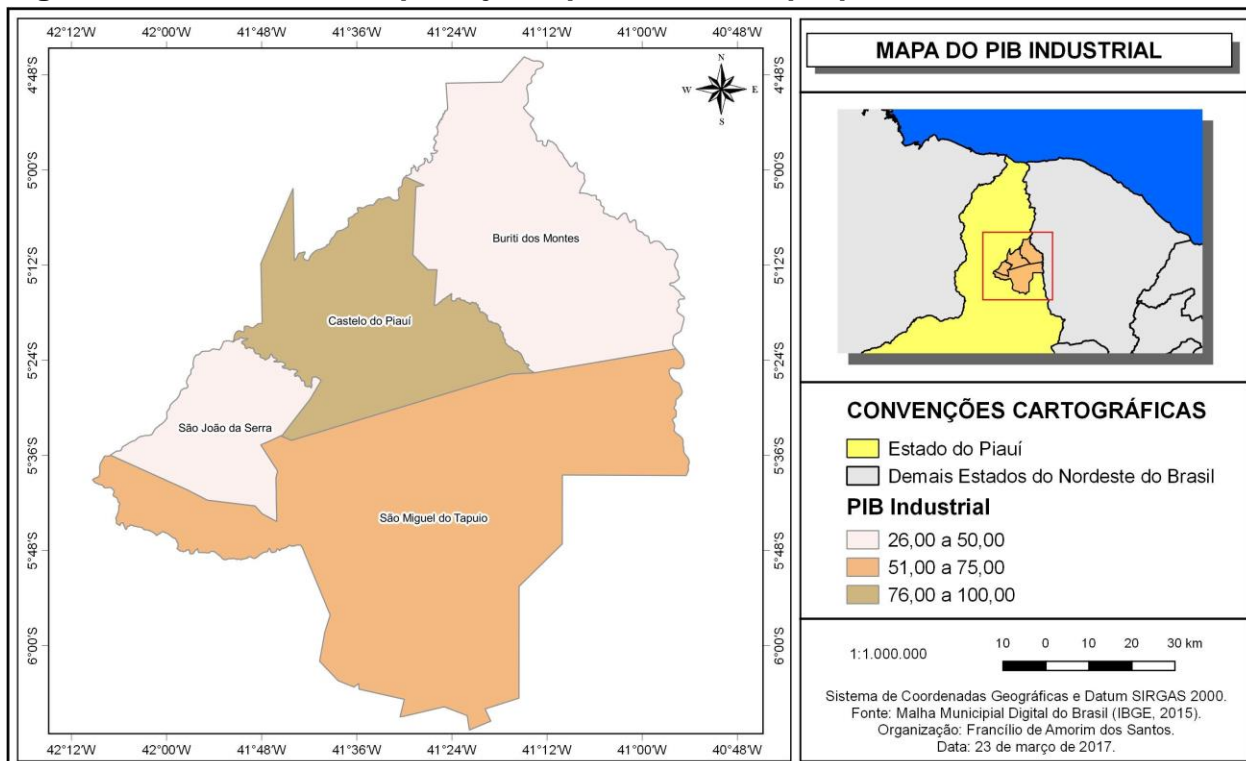 42°12'W 42°00'W 41°48'W 41°36'W 41°24'W 41°12'W 41°00'W 40°48'W
4°48'S
5°00'S
5°12'S
5°24'S
5°36'S
5°48'S
6°00'S
N
W E
S
Buriti dos Montes
Castelo do Piauí
São João da Serra
São Miguel do Tapuio
4°48'S
5°00'S
5°12'S
5°24'S
5°36'S
5°48'S
6°00'S
42°12'W 42°00'W 41°48'W 41°36'W 41°24'W 41°12'W 41°00'W 40°48'W
MAPA DO PIB INDUSTRIAL
CONVENÇÕES CARTOGRÁFICAS
Estado do Piauí
Demais Estados do Nordeste do Brasil
PIB Industrial
26,00 a 50,00
51,00 a 75,00
76,00 a 100,00
1:1.000.000
10 0 10 20 30 km
Sistema de Coordenadas Geográficas e Datum SIRGAS 2000.
Fonte: Malha Municipal Digital do Brasil (IBGE, 2015).
Organização: Francílio de Amorim dos Santos.
Data: 23 de março de 2017.